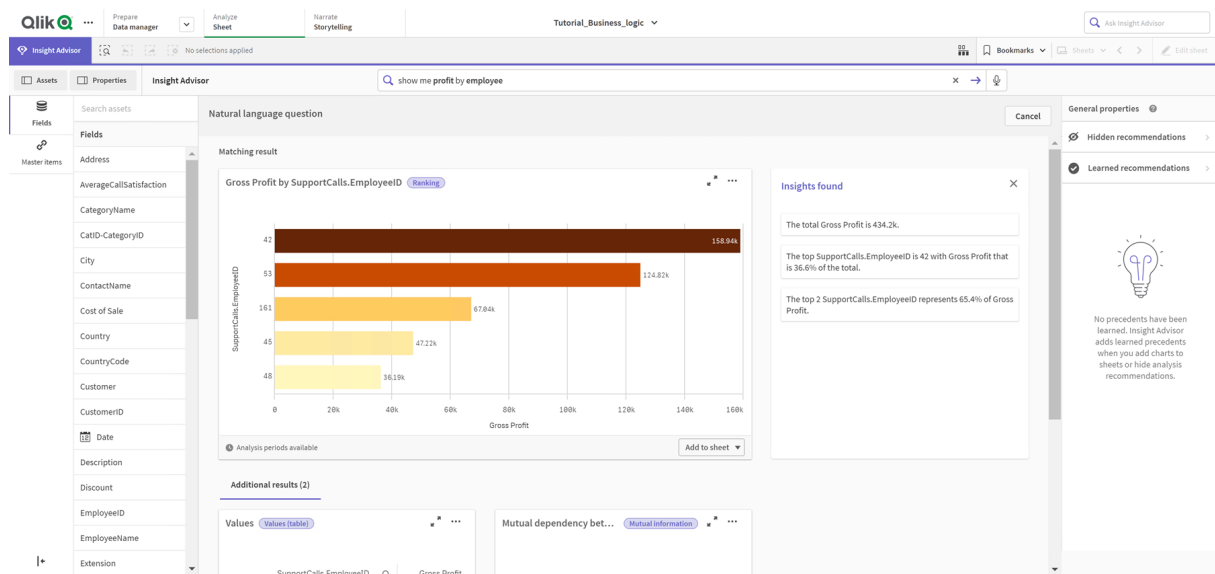 Qlik
Prepare
Data manager
Analyze
Sheet
Narrate
Storytelling
Tutorial_Business_logic
Ask Insight Advisor
Insight Advisor
No selections applied
Bookmarks
Sheets
Edit sheet
Assets
Properties
Insight Advisor
show me profit by employee
Fields
Master items
Search assets
Fields
Address
AverageCallSatisfaction
CategoryName
CatID-CategoryID
City
ContactName
Cost of Sale
Country
CountryCode
Customer
CustomerID
Date
Description
Discount
EmployeeID
EmployeeName
Extension
Natural language question
Cancel
Matching result
Gross Profit by SupportCalls.EmployeeID
Ranking
SupportCalls.EmployeeID
42
158.94k
53
124.82k
161
67.04k
45
47.22k
48
36.19k
0 20k 40k 60k 80k 100k 120k 140k 160k
Gross Profit
Analysis periods available
Add to sheet
Insights found
The total Gross Profit is 434.2k.
The top SupportCalls.EmployeeID is 42 with Gross Profit that
is 36.6% of the total.
The top 2 SupportCalls.EmployeeID represents 65.4% of Gross
Profit.
Additional results (2)
Values
Values (table)
SupportCalls.EmployeeID
Gross Profit
Mutual dependency bet...
Mutual information
General properties
Hidden recommendations
Learned recommendations
No precedents have been
learned. Insight Advisor
adds learned precedents
when you add charts to
sheets or hide analysis
recommendations.